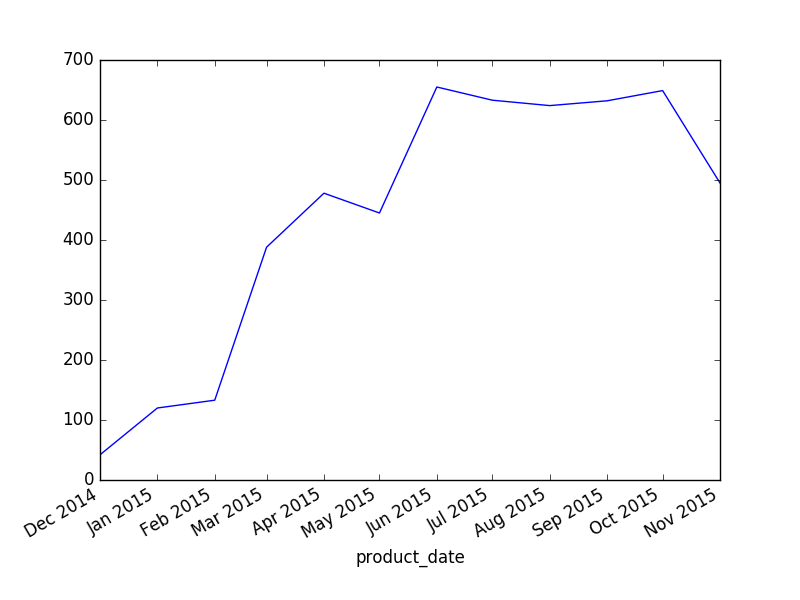 700
600
500
400
300
200
100
0
Dec 2014
Jan 2015
Feb 2015
Mar 2015
Apr 2015
May 2015
Jun 2015
Jul 2015
Aug 2015
Sep 2015
Oct 2015
Nov 2015
product_date